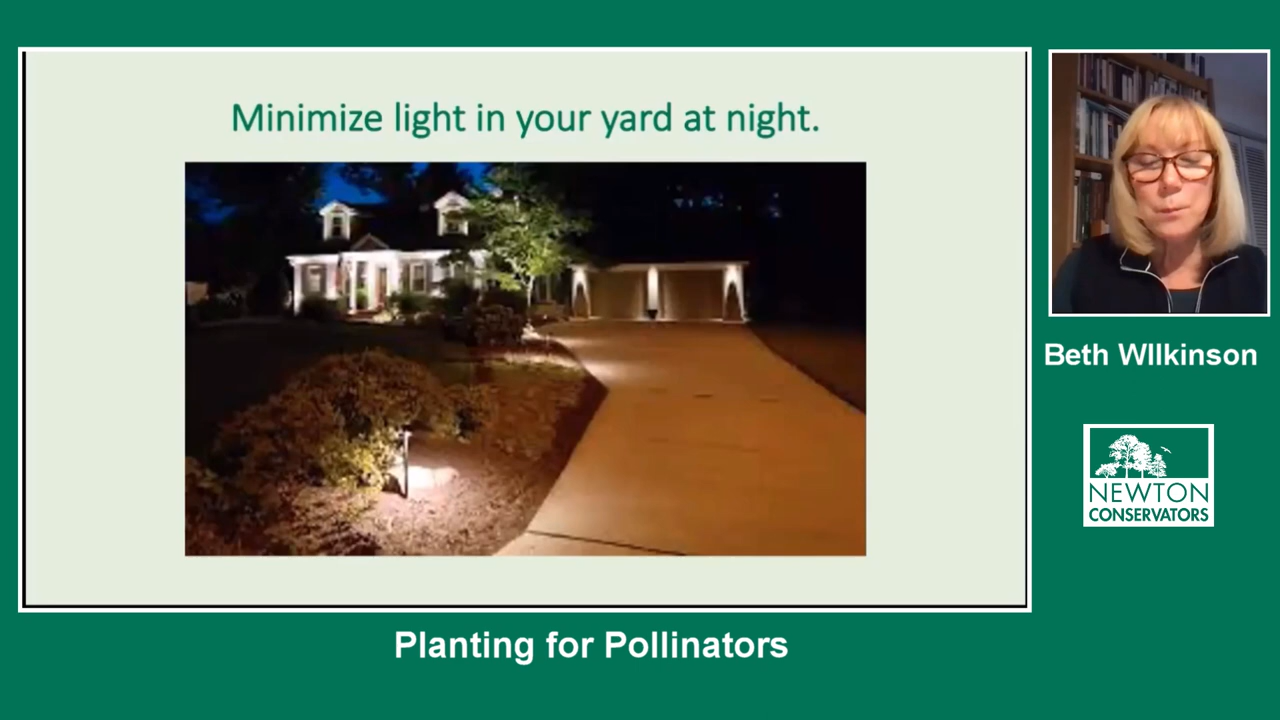 Minimize light in your yard at night.
Beth WIlkinson
NEWTON
CONSERVATORS
Planting for Pollinators